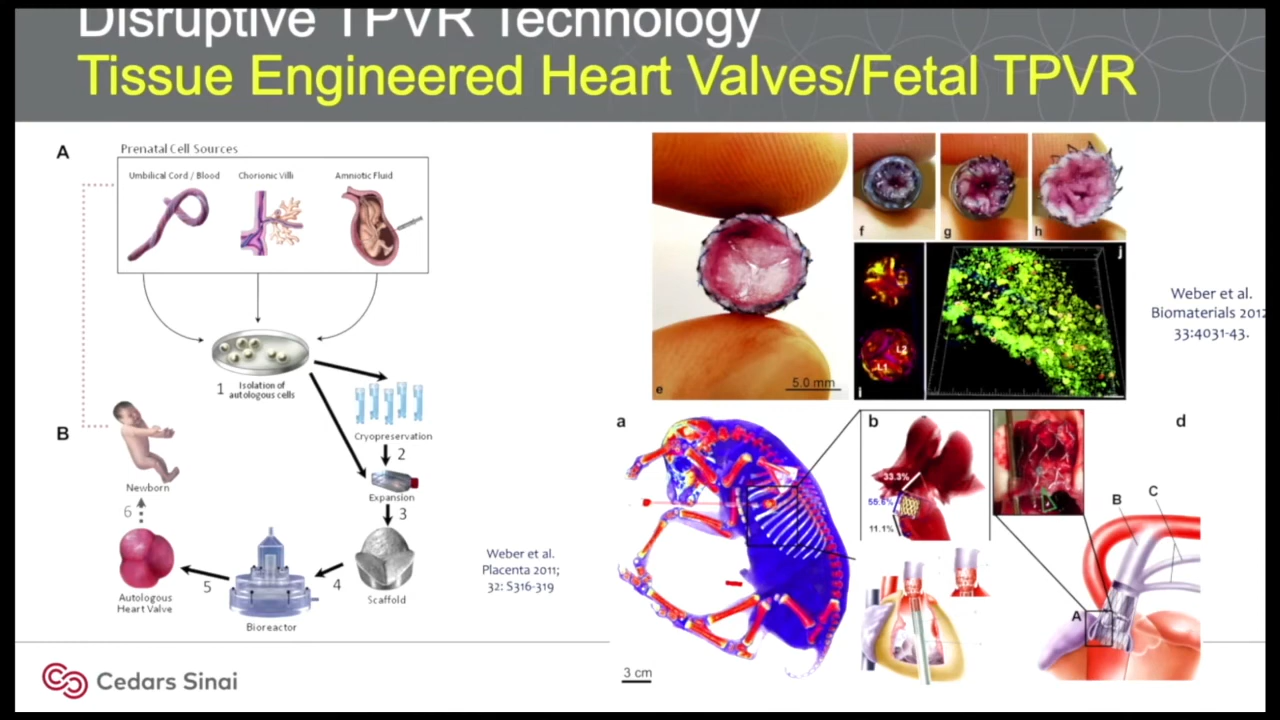 Disruptive TPVR Technology
Tissue Engineered Heart Valves/Fetal TPVR
A
Prenatal Cell Sources
Umbilical Cord / Blood
Chorionic Villi
Amniotic Fluid
1
Isolation of
autologous cells
Cryopreservation
2
Expansion
3
Scaffold
4
Bioreactor
5
Autologous
Heart Valve
6
Newborn
B
Weber et al.
Placenta 2011;
32: S316-319
e
5.0 mm
f
g
h
i
L2
L1
j
Weber et al.
Biomaterials 2012
33:4031-43.
a
3 cm
b
33.3%
55.6%
11.1%
d
B
C
A
Cedars Sinai